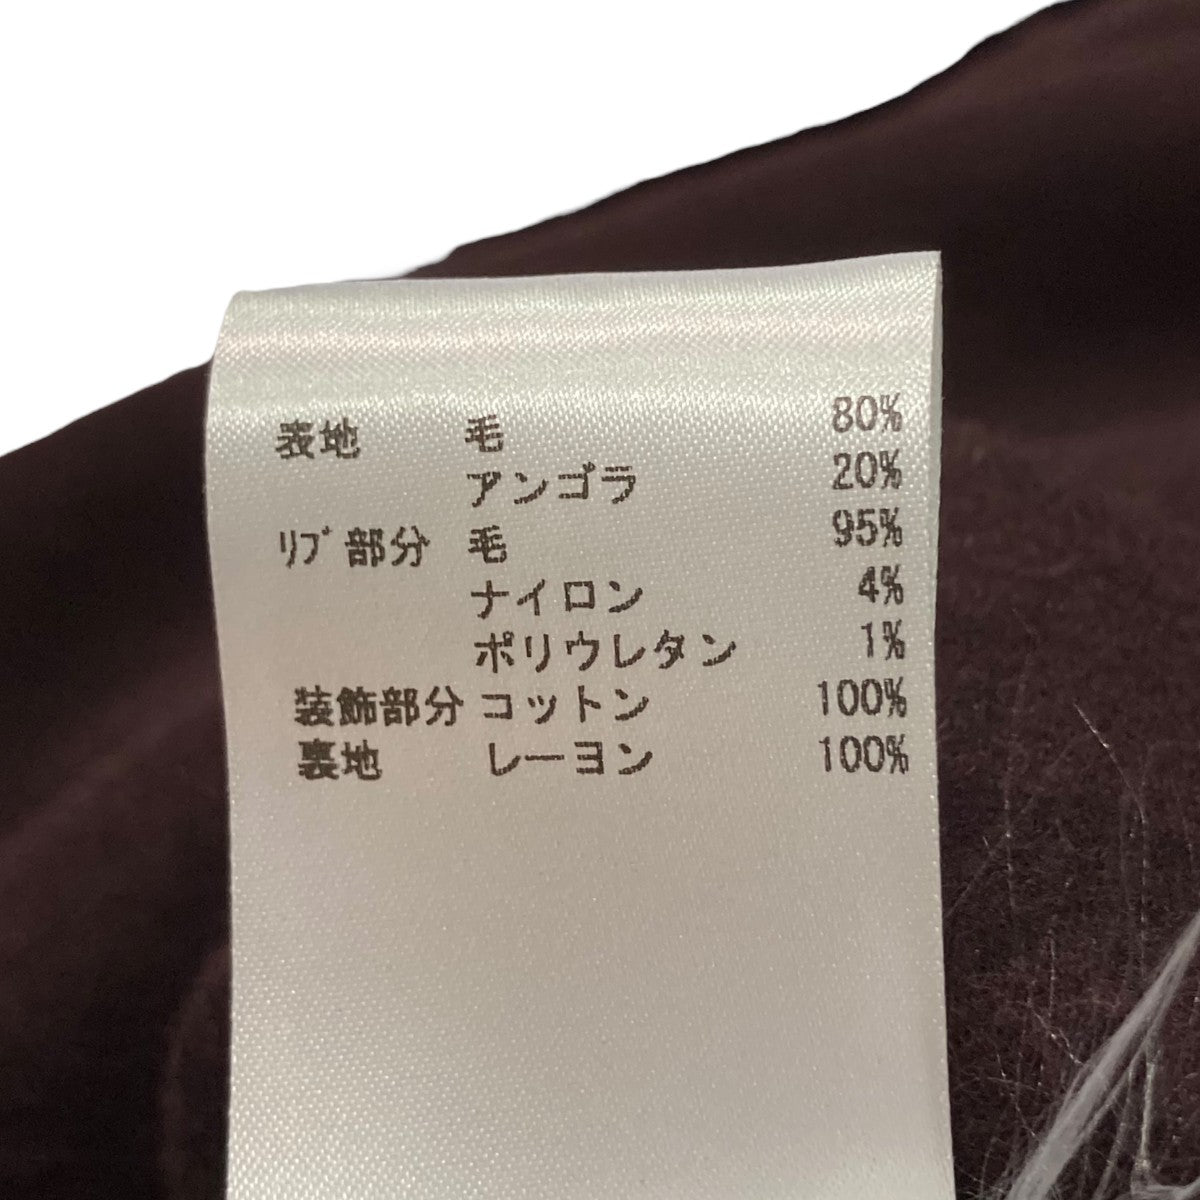 表地 毛 80%
アンゴラ 20%
ﾘﾌﾞ部分 毛 95%
ナイロン 4%
ポリウレタン 1%
装飾部分 コットン 100%
裏地 レーヨン 100%